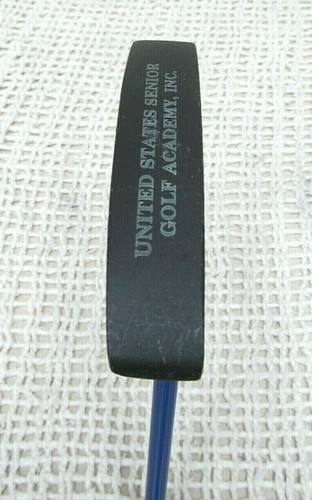 UNITED STATES SENIOR
GOLF ACADEMY, INC.